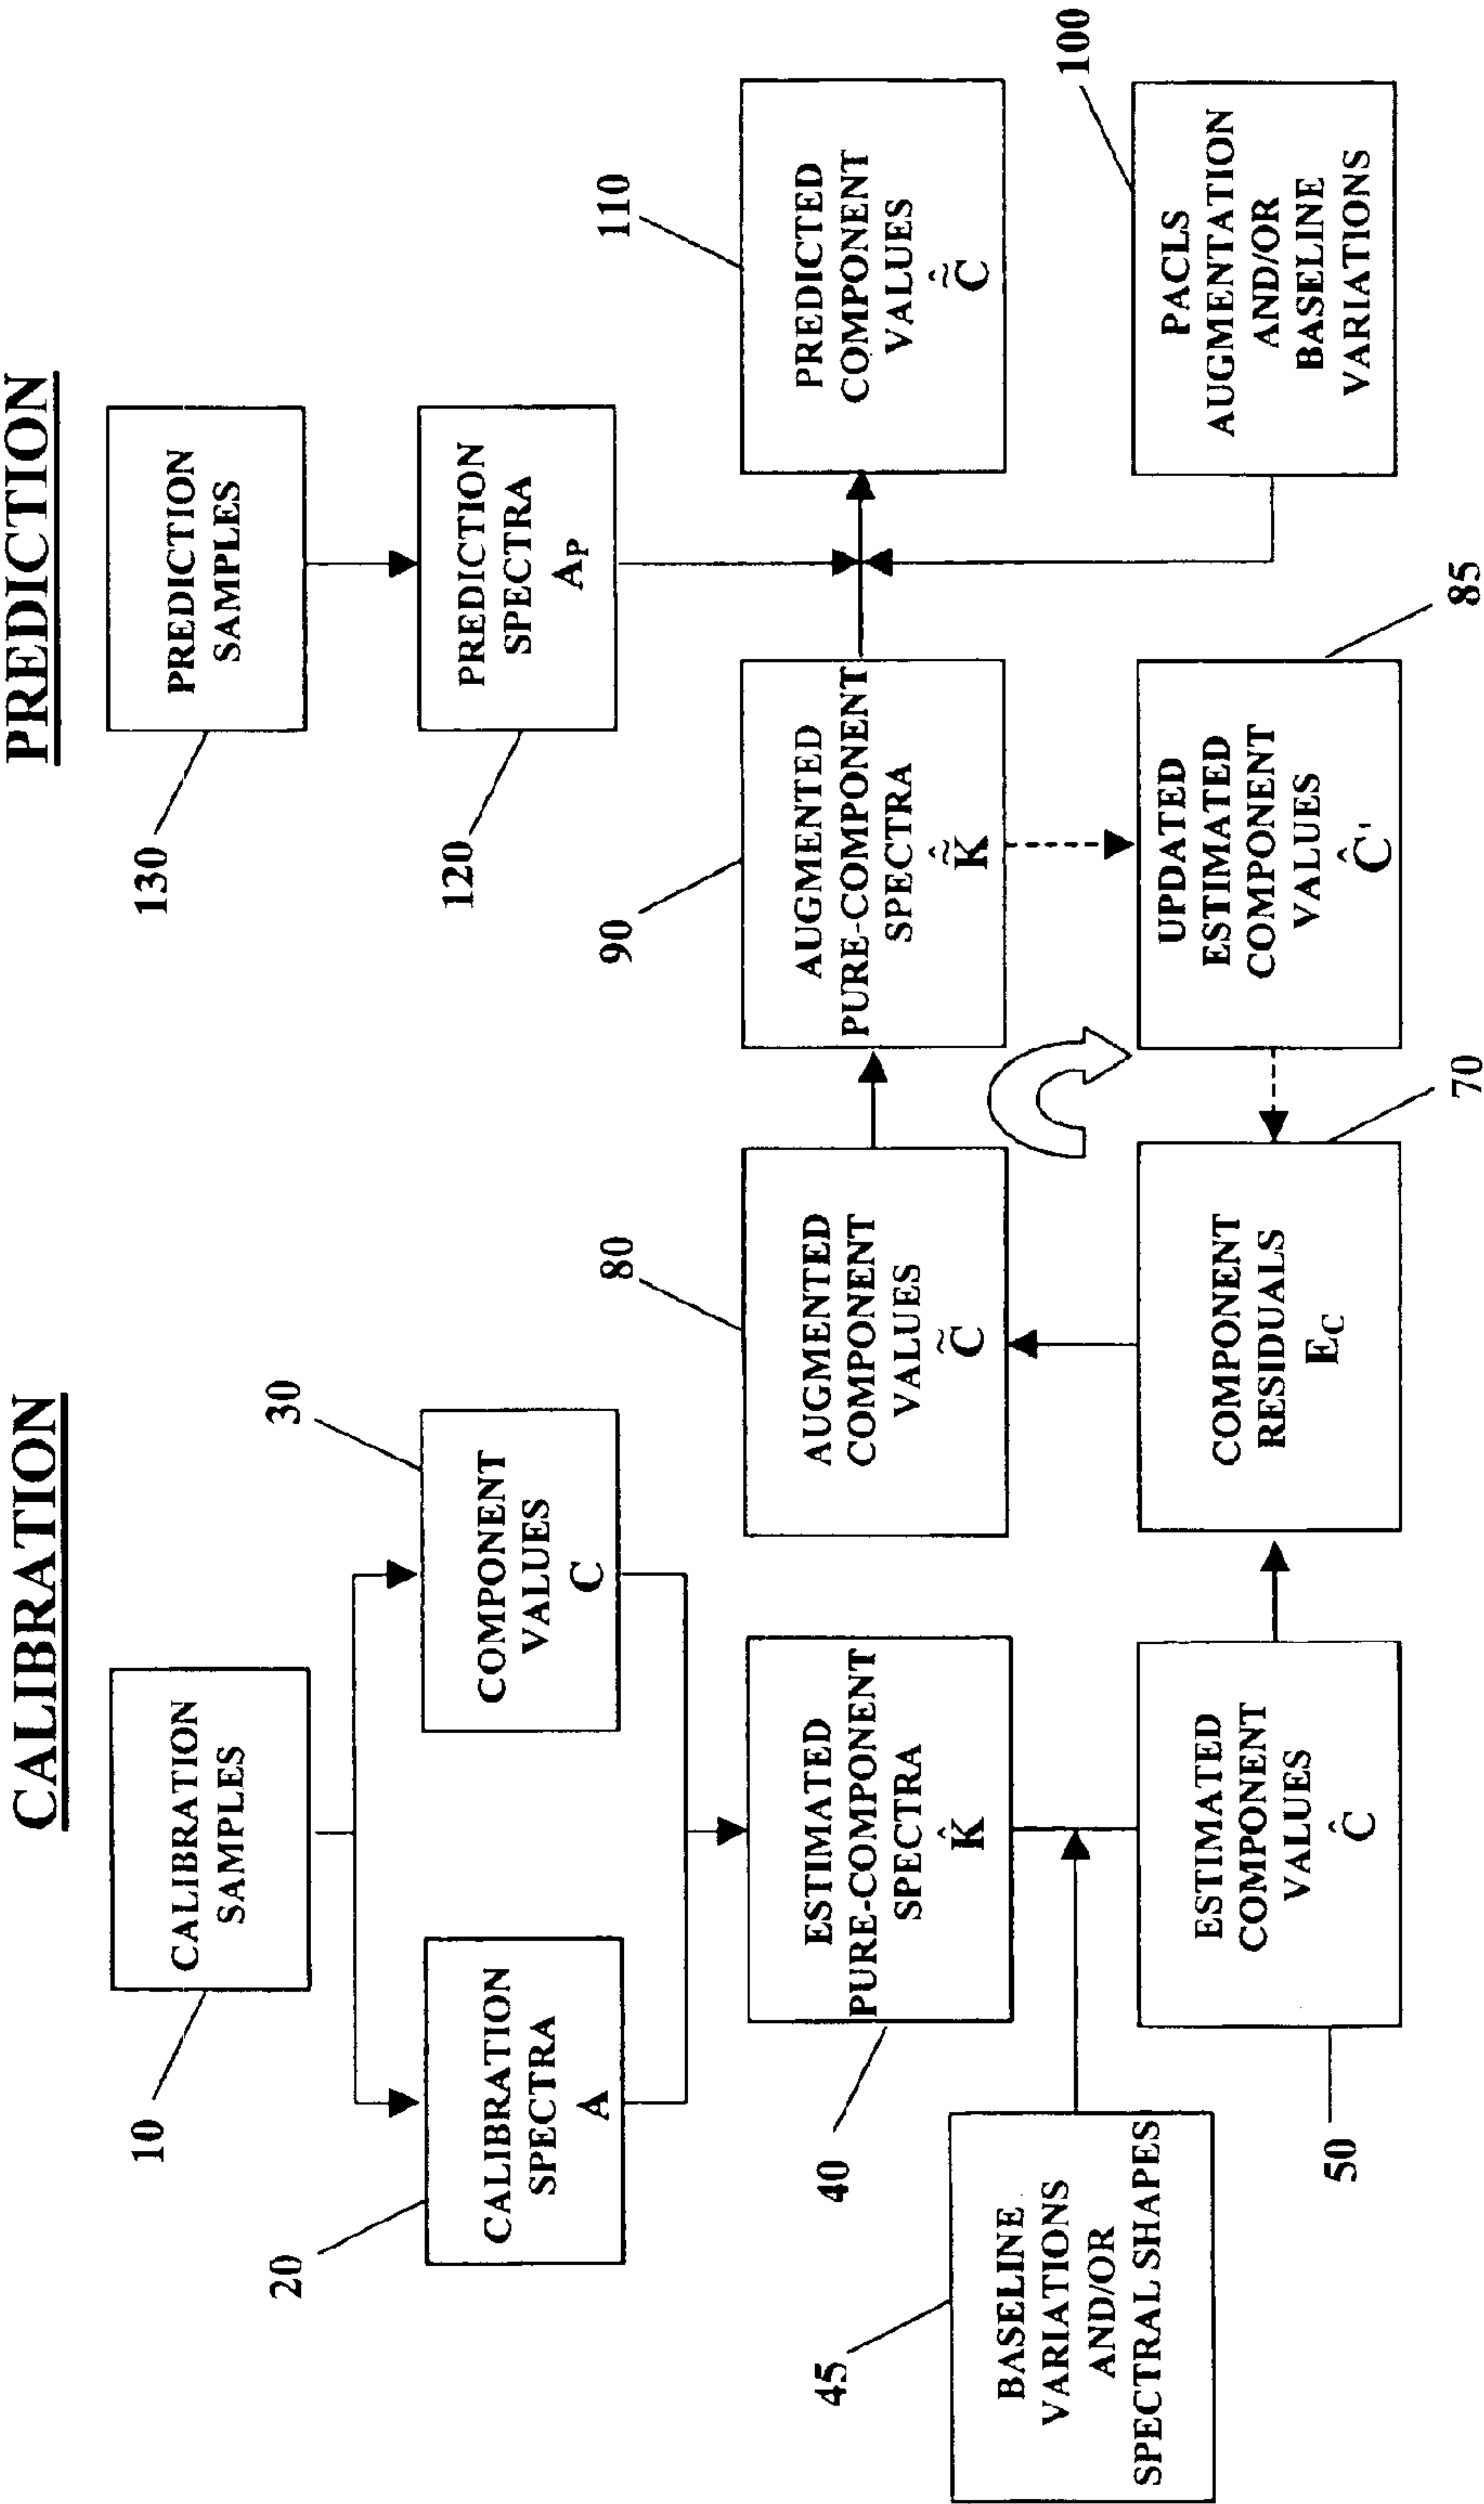 CALIBRATION
PREDICTION
10
CALIBRATION
SAMPLES
20
CALIBRATION
SPECTRA
A
30
COMPONENT
VALUES
C
40
ESTIMATED
PURE-COMPONENT
SPECTRA
K̂
45
BASELINE
VARIATIONS
AND/OR
SPECTRAL SHAPES
50
ESTIMATED
COMPONENT
VALUES
Ĉ
70
COMPONENT
RESIDUALS
EC
80
AUGMENTED
COMPONENT
VALUES
C̃̂
90
AUGMENTED
PURE-COMPONENT
SPECTRA
K̃̂
85
UPDATED
ESTIMATED
COMPONENT
VALUES
Ĉ'
130
PREDICTION
SAMPLES
120
PREDICTION
SPECTRA
AP
110
PREDICTED
COMPONENT
VALUES
C̃̂
100
PACLS
AUGMENTATION
AND/OR
BASELINE
VARIATIONS